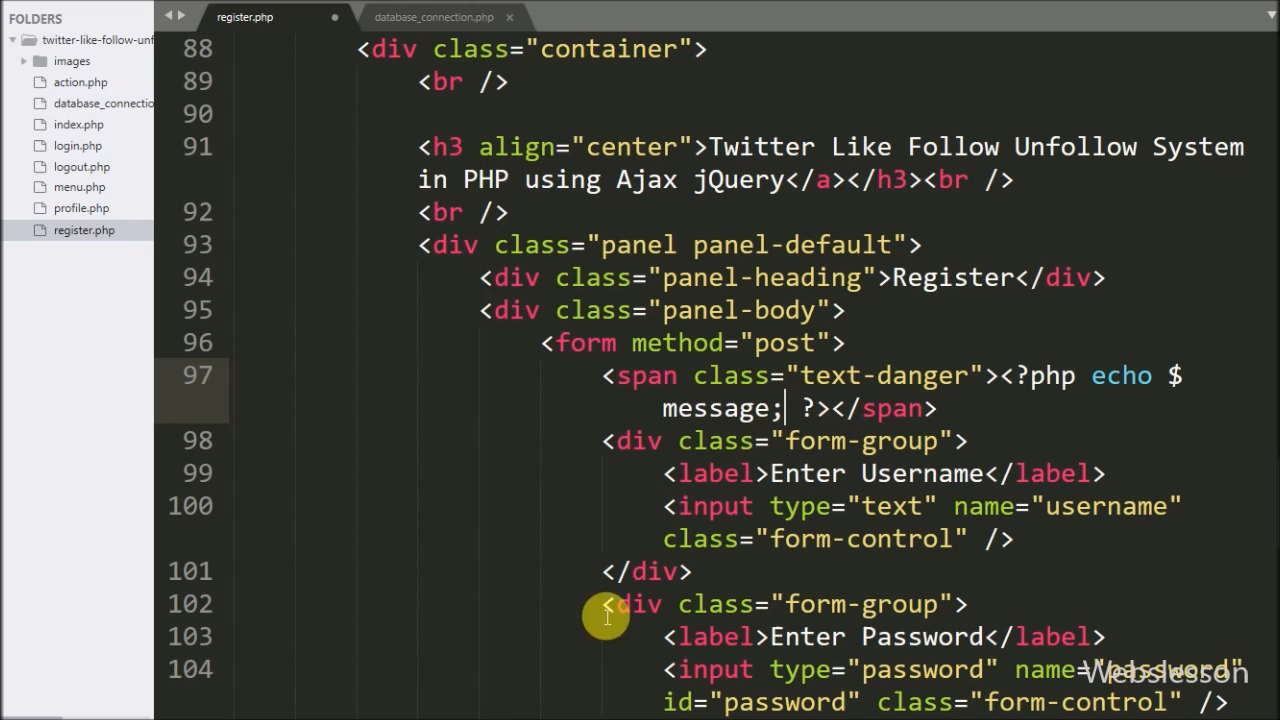 FOLDERS
twitter-like-follow-unf
images
action.php
database_connectio
index.php
login.php
logout.php
menu.php
profile.php
register.php
register.php
database_connection.php
88 <div class="container">
89 <br />
90
91 <h3 align="center">Twitter Like Follow Unfollow System
in PHP using Ajax jQuery</a></h3><br />
92 <br />
93 <div class="panel panel-default">
94 <div class="panel-heading">Register</div>
95 <div class="panel-body">
96 <form method="post">
97 <span class="text-danger"><?php echo $
message; ?></span>
98 <div class="form-group">
99 <label>Enter Username</label>
100 <input type="text" name="username"
class="form-control" />
101 </div>
102 <div class="form-group">
103 <label>Enter Password</label>
104 <input type="password" name="password"
id="password" class="form-control" />
Webslesson